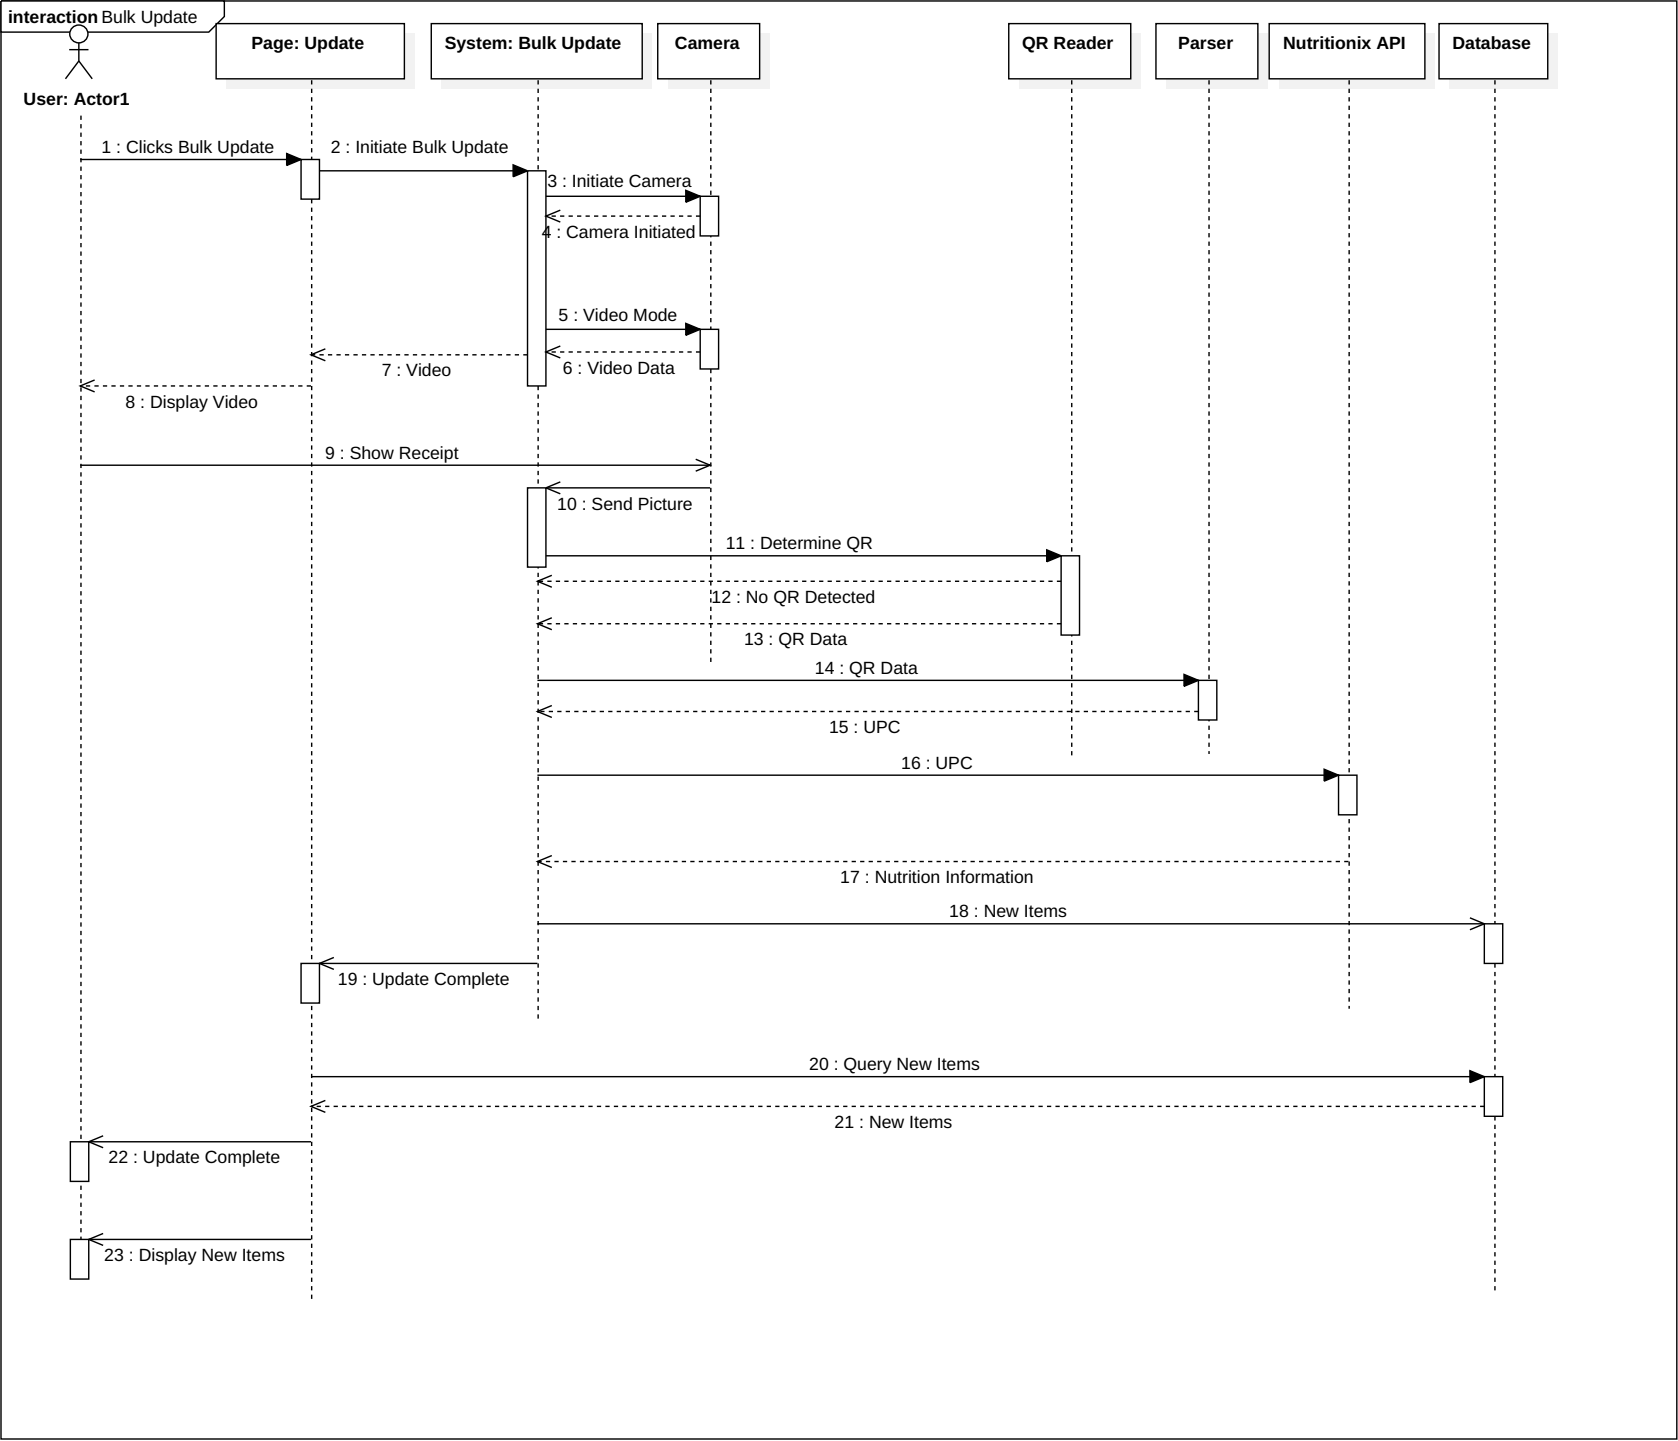 interaction Bulk Update
User: Actor1
Page: Update
System: Bulk Update
Camera
QR Reader
Parser
Nutritionix API
Database
1 : Clicks Bulk Update
2 : Initiate Bulk Update
3 : Initiate Camera
4 : Camera Initiated
5 : Video Mode
6 : Video Data
7 : Video
8 : Display Video
9 : Show Receipt
10 : Send Picture
11 : Determine QR
12 : No QR Detected
13 : QR Data
14 : QR Data
15 : UPC
16 : UPC
17 : Nutrition Information
18 : New Items
19 : Update Complete
20 : Query New Items
21 : New Items
22 : Update Complete
23 : Display New Items